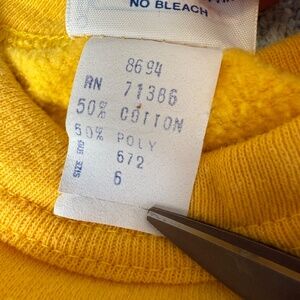 NO BLEACH
8694
RN 71386
50% COTTON
50% POLY
672
SIZE
6